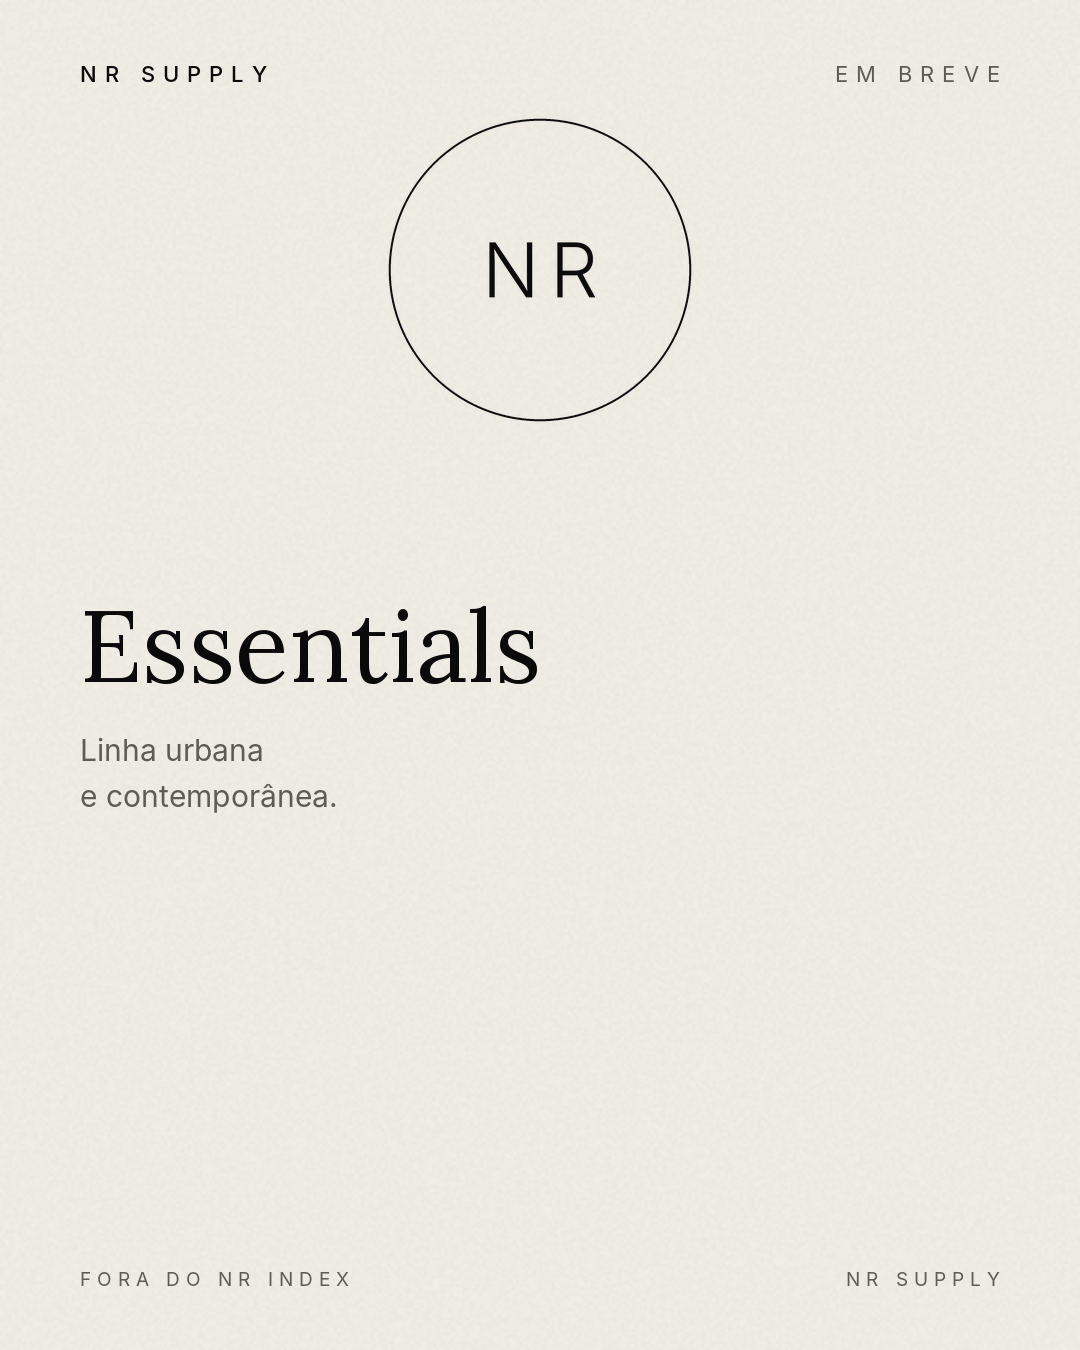 NR SUPPLY
EM BREVE
NR
Essentials
Linha urbana
e contemporânea.
FORA DO NR INDEX
NR SUPPLY